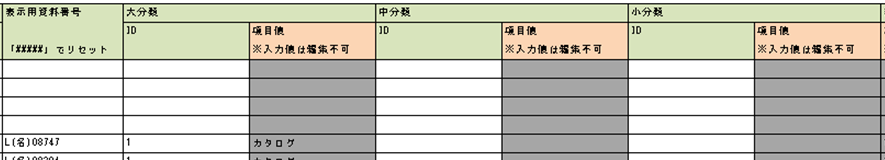 表示用資料番号 大分類 中分類 小分類
ID 項目値 ID 項目値 ID 項目値
「#####」でリセット ※入力値は編集不可 ※入力値は編集不可 ※入力値は編集不可
L(名)08747 1 カタログ